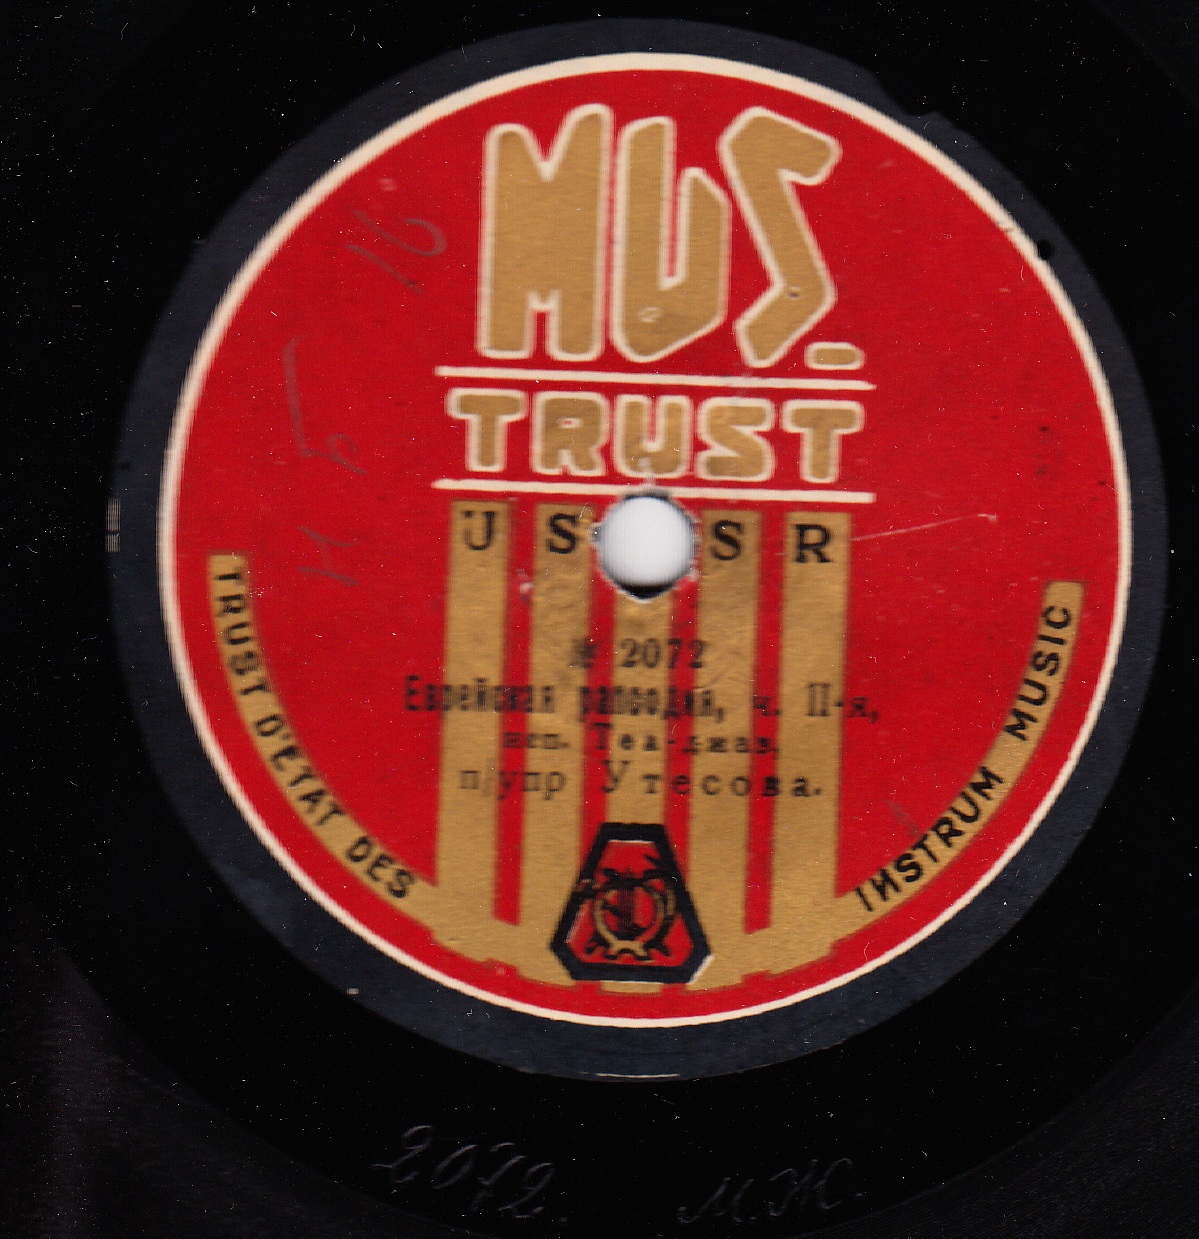 MUS.
TRUST
U S S R
TRUST D'ETAT DES
INSTRUM MUSIC
№ 2072
Еврейская рапсодия, ч. II-я,
исп. Теа-джаз,
п/упр Утесова.
2072. М.Ж.